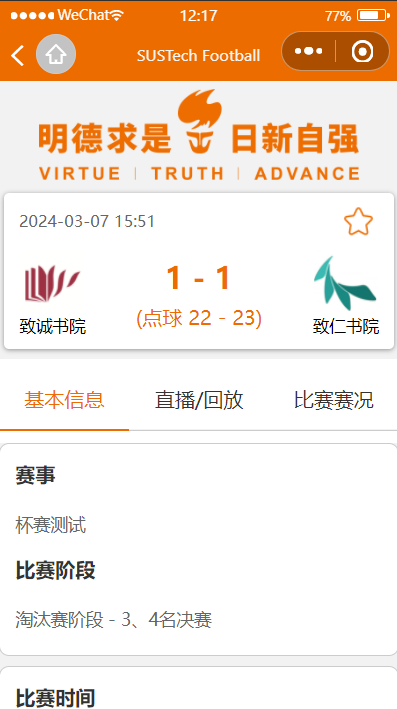 WeChat 12:17 77%
SUSTech Football
明德求是 日新自强
VIRTUE | TRUTH | ADVANCE
2024-03-07 15:51
1 - 1
(点球 22 - 23)
致诚书院 致仁书院
基本信息 直播/回放 比赛赛况
赛事
杯赛测试
比赛阶段
淘汰赛阶段 - 3、4名决赛
比赛时间